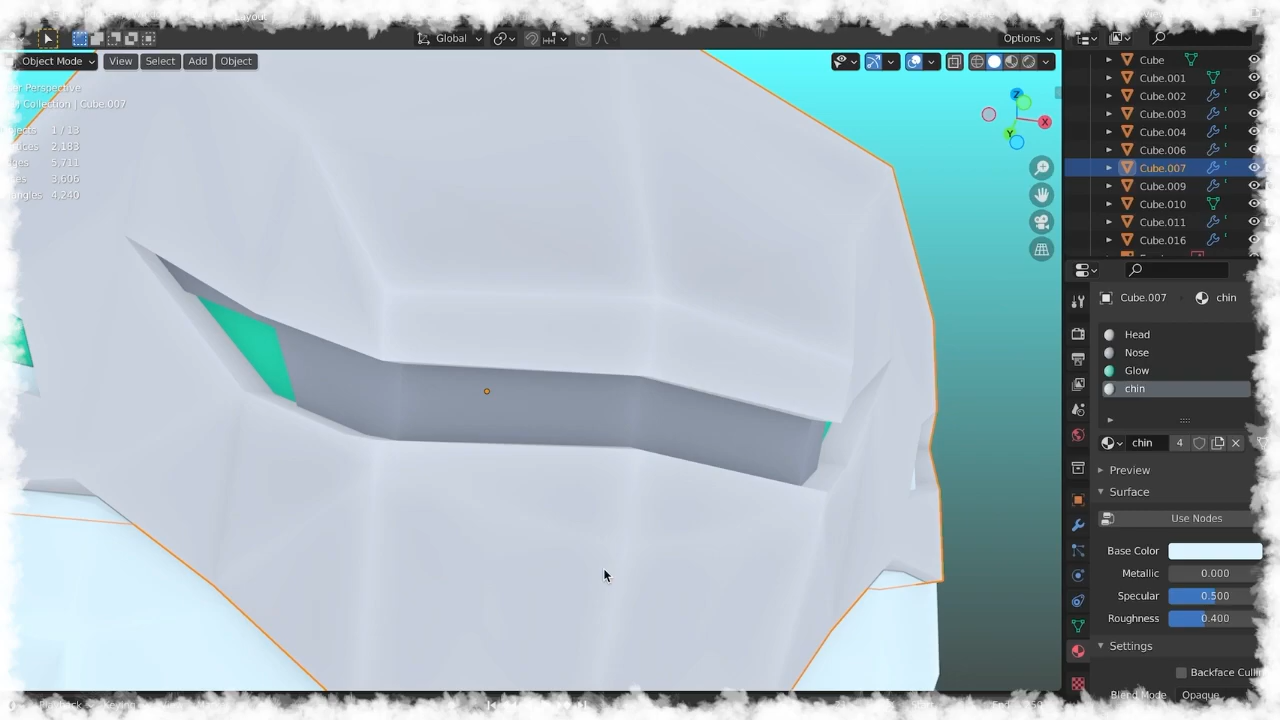 Layout
Global
Options
Object Mode
View
Select
Add
Object
Perspective
Collection | Cube.007
1 / 13
2,183
5,711
4,240
Cube
Cube.001
Cube.002
Cube.003
Cube.004
Cube.006
Cube.007
Cube.009
Cube.010
Cube.011
Cube.016
Z
X
Y
Cube.007
chin
Head
Nose
Glow
chin
chin
4
Preview
Surface
Use Nodes
Base Color
Metallic
0.000
Specular
0.500
Roughness
0.400
Settings
Backface Culli
Blend Mode
Opaque